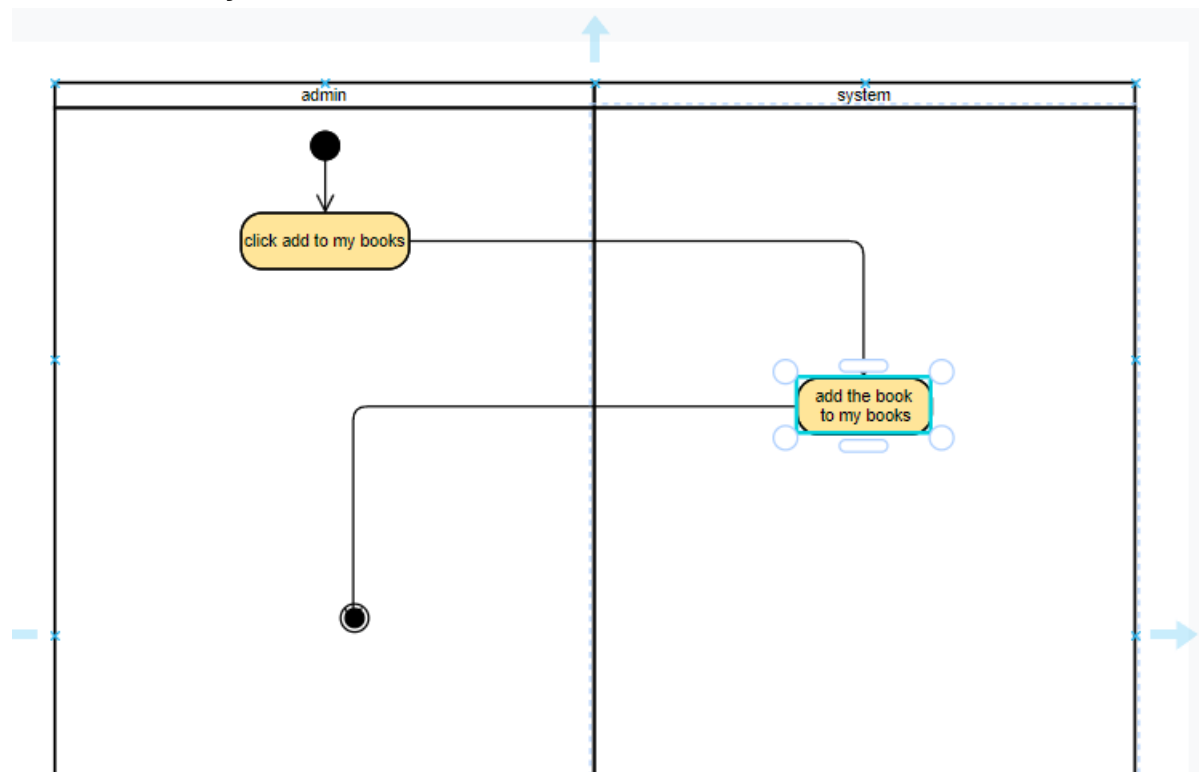 admin
system
click add to my books
add the book
to my books